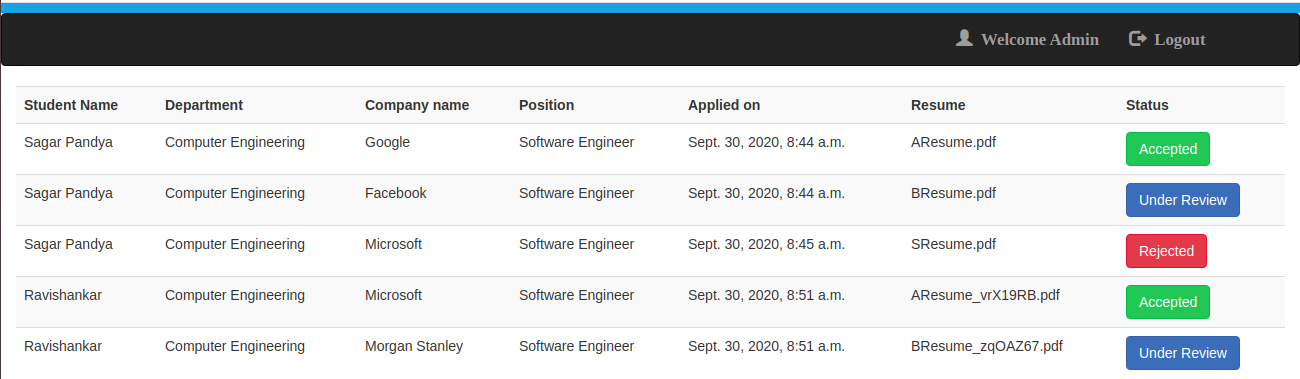 Welcome Admin Logout
Student Name Department Company name Position Applied on Resume Status
Sagar Pandya Computer Engineering Google Software Engineer Sept. 30, 2020, 8:44 a.m. AResume.pdf Accepted
Sagar Pandya Computer Engineering Facebook Software Engineer Sept. 30, 2020, 8:44 a.m. BResume.pdf Under Review
Sagar Pandya Computer Engineering Microsoft Software Engineer Sept. 30, 2020, 8:45 a.m. SResume.pdf Rejected
Ravishankar Computer Engineering Microsoft Software Engineer Sept. 30, 2020, 8:51 a.m. AResume_vrX19RB.pdf Accepted
Ravishankar Computer Engineering Morgan Stanley Software Engineer Sept. 30, 2020, 8:51 a.m. BResume_zqOAZ67.pdf Under Review